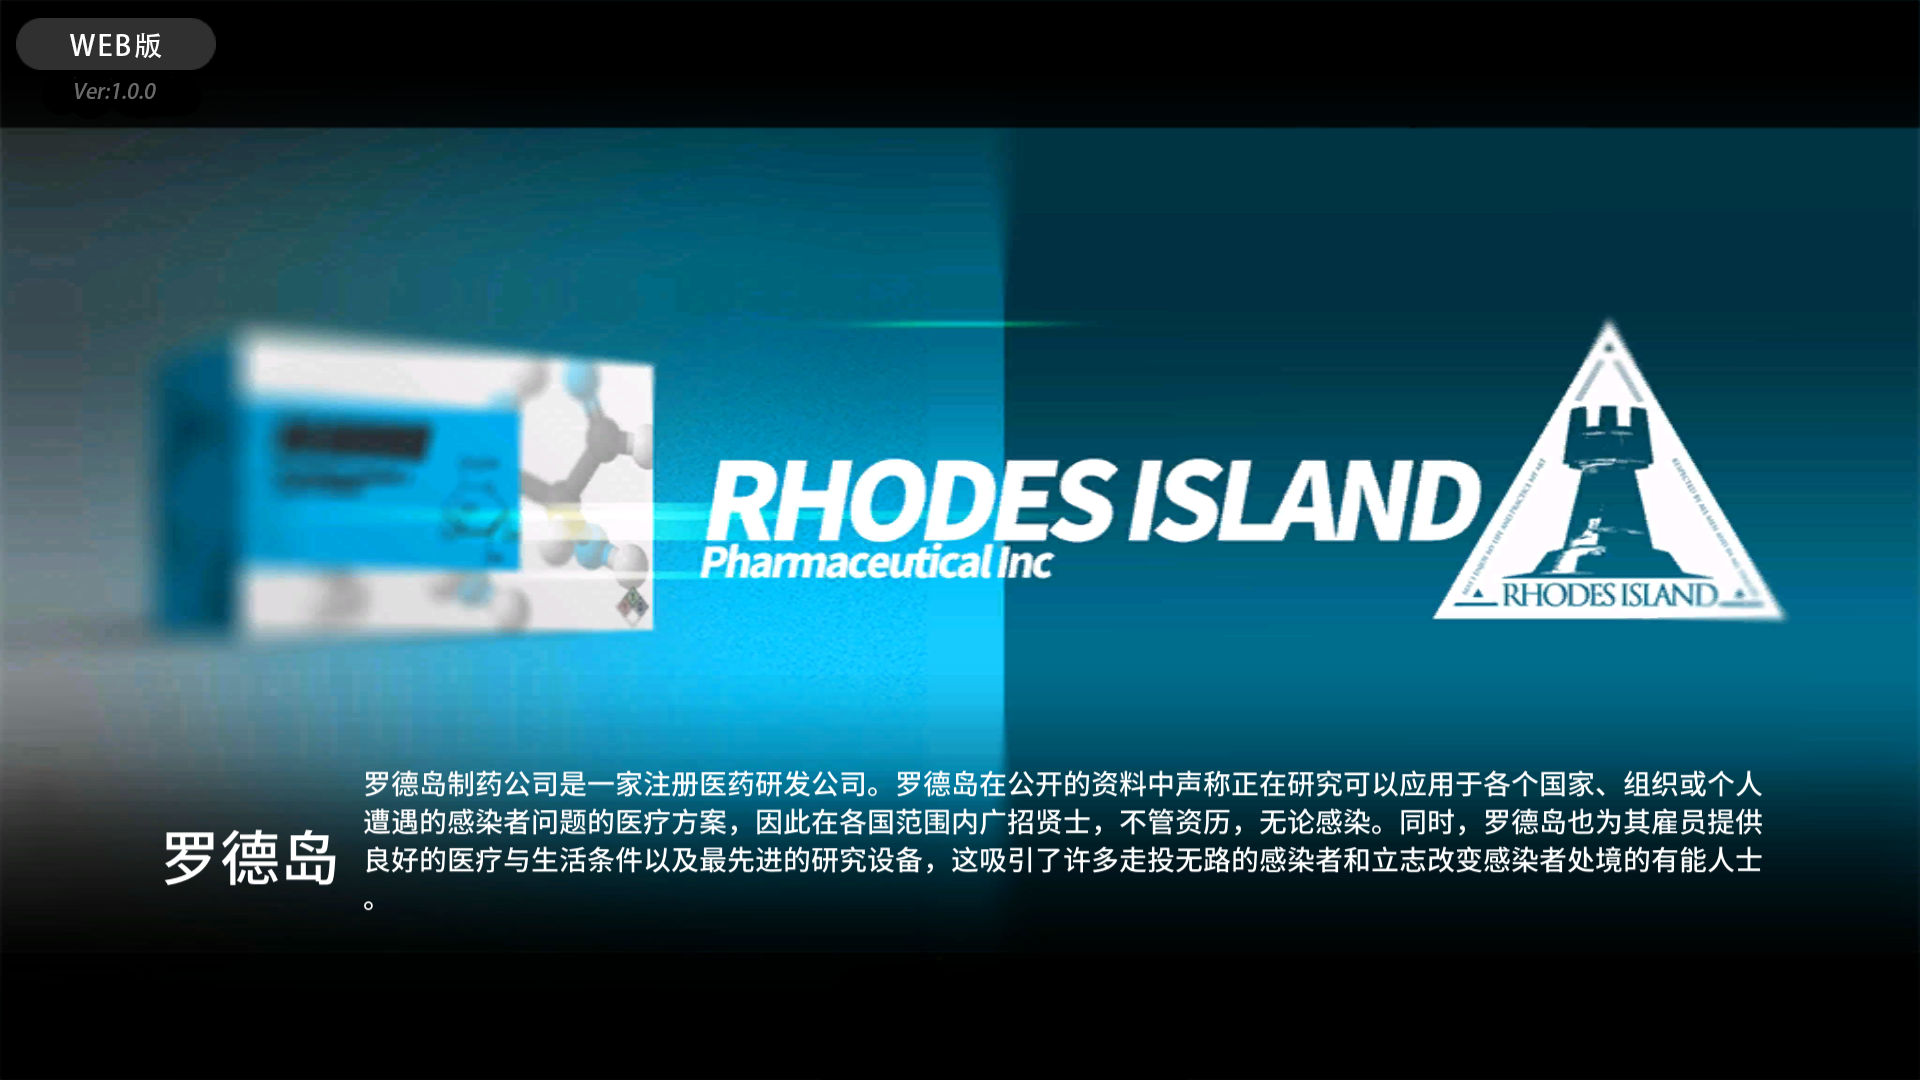 WEB版
Ver:1.0.0
RHODES ISLAND
Pharmaceutical Inc
RHODES ISLAND
罗德岛
罗德岛制药公司是一家注册医药研发公司。罗德岛在公开的资料中声称正在研究可以应用于各个国家、组织或个人
遭遇的感染者问题的医疗方案，因此在各国范围内广招贤士，不管资历，无论感染。同时，罗德岛也为其雇员提供
良好的医疗与生活条件以及最先进的研究设备，这吸引了许多走投无路的感染者和立志改变感染者处境的有能人士
。